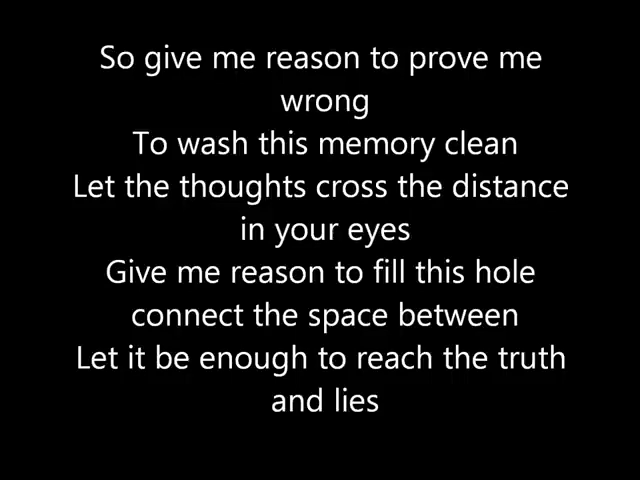 So give me reason to prove me
wrong
To wash this memory clean
Let the thoughts cross the distance
in your eyes
Give me reason to fill this hole
connect the space between
Let it be enough to reach the truth
and lies